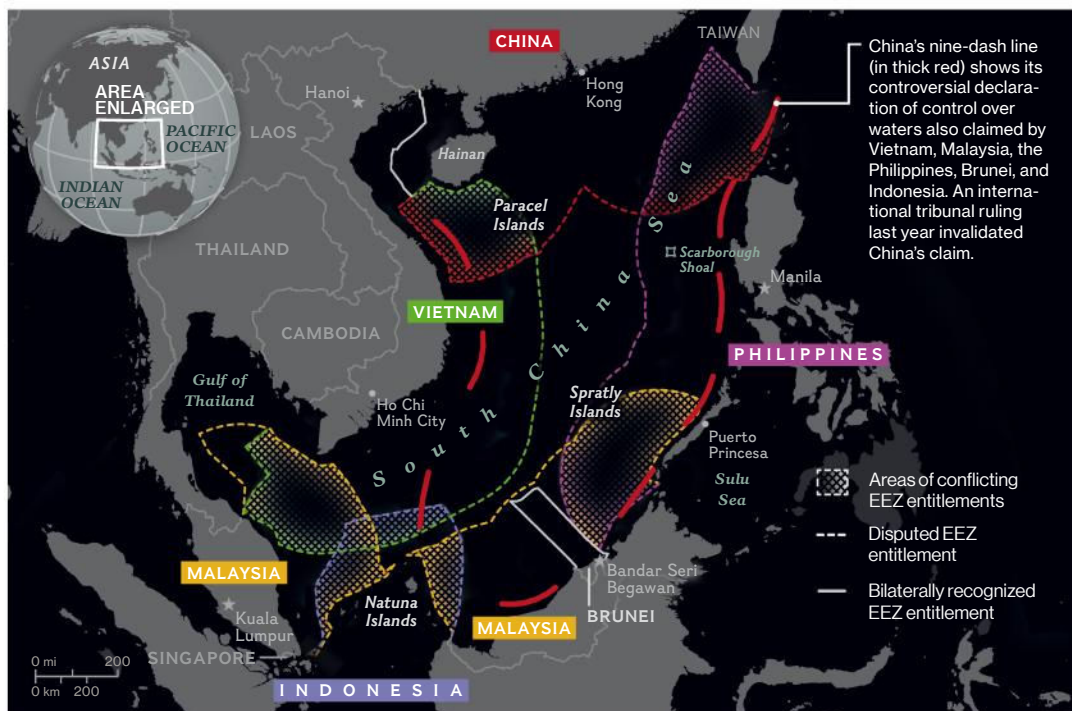 ASIA
AREA
ENLARGED
PACIFIC
OCEAN
INDIAN
OCEAN
CHINA
TAIWAN
Hong
Kong
Hanoi
LAOS
Hainan
Paracel
Islands
China's nine-dash line
(in thick red) shows its
controversial declara-
tion of control over
waters also claimed by
Vietnam, Malaysia, the
Philippines, Brunei, and
Indonesia. An interna-
tional tribunal ruling
last year invalidated
China's claim.
THAILAND
Scarborough
Shoal
Manila
VIETNAM
CAMBODIA
South China Sea
PHILIPPINES
Gulf of
Thailand
Ho Chi
Minh City
Spratly
Islands
Puerto
Princesa
Sulu
Sea
Areas of conflicting
EEZ entitlements
Disputed EEZ
entitlement
Bilaterally recognized
EEZ entitlement
MALAYSIA
Natuna
Islands
Bandar Seri
Begawan
BRUNEI
MALAYSIA
Kuala
Lumpur
SINGAPORE
0 mi 200
0 km 200
INDONESIA